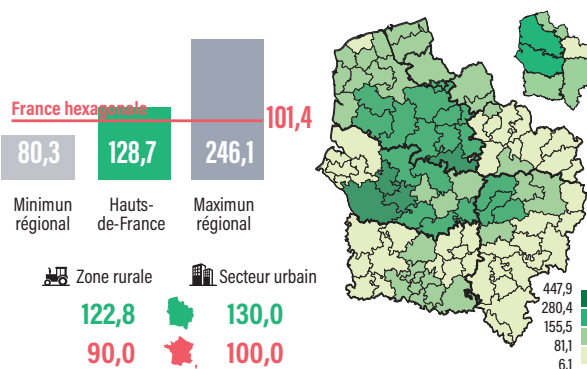 France hexagonale
101,4
80,3 128,7 246,1
Minimun régional
Hauts-de-France
Maximun régional
Zone rurale Secteur urbain
122,8 130,0
90,0 100,0
447,9
280,4
155,5
81,1
6,1